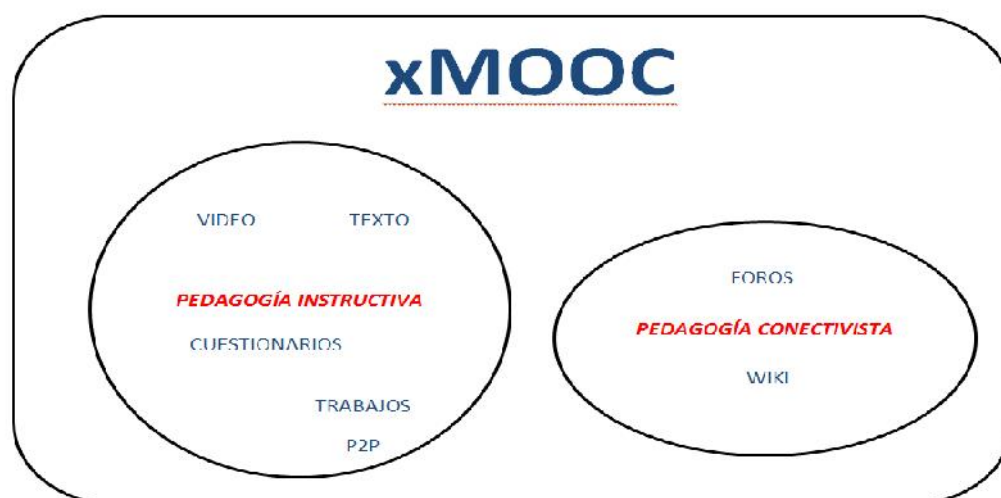 xMOOC
VIDEO TEXTO
PEDAGOGÍA INSTRUCTIVA
CUESTIONARIOS
TRABAJOS
P2P
FOROS
PEDAGOGÍA CONECTIVISTA
WIKI